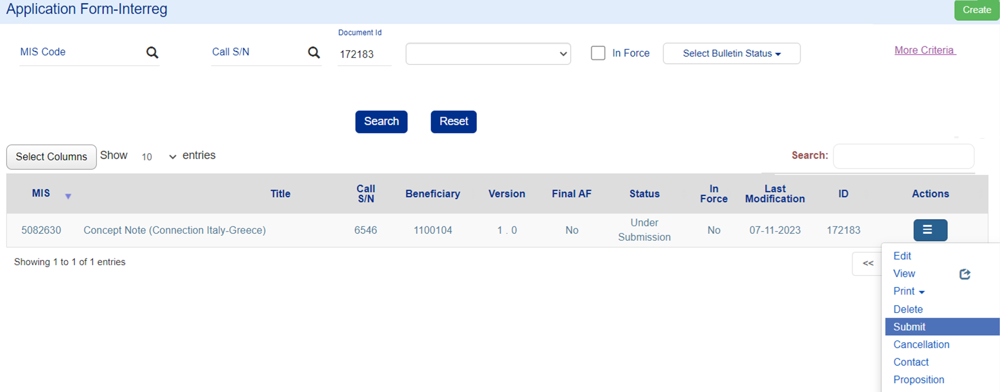 Application Form-Interreg
Create
Document Id
MIS Code
Call S/N
172183
In Force
Select Bulletin Status
More Criteria
Search
Reset
Select Columns
Show 10 entries
Search:
MIS
Title
Call S/N
Beneficiary
Version
Final AF
Status
In Force
Last Modification
ID
Actions
5082630
Concept Note (Connection Italy-Greece)
6546
1100104
1 . 0
No
Under Submission
No
07-11-2023
172183
Showing 1 to 1 of 1 entries
<<
Edit
View
Print
Delete
Submit
Cancellation
Contact
Proposition